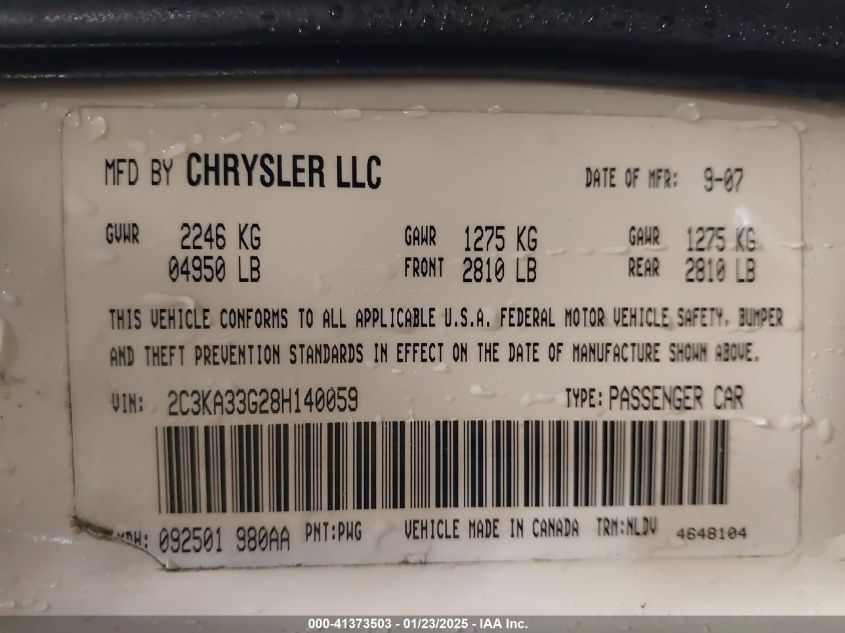 MFD BY CHRYSLER LLC DATE OF MFR: 9-07
GVWR 2246 KG GAWR 1275 KG GAWR 1275 KG
04950 LB FRONT 2810 LB REAR 2810 LB
THIS VEHICLE CONFORMS TO ALL APPLICABLE U.S.A. FEDERAL MOTOR VEHICLE SAFETY, BUMPER
AND THEFT PREVENTION STANDARDS IN EFFECT ON THE DATE OF MANUFACTURE SHOWN ABOVE.
VIN: 2C3KA33G28H140059 TYPE: PASSENGER CAR
MDH: 092501 980AA PNT:PWG VEHICLE MADE IN CANADA TRM:NLDV 4648104
000-41373503 — 01/23/2025 — IAA Inc.